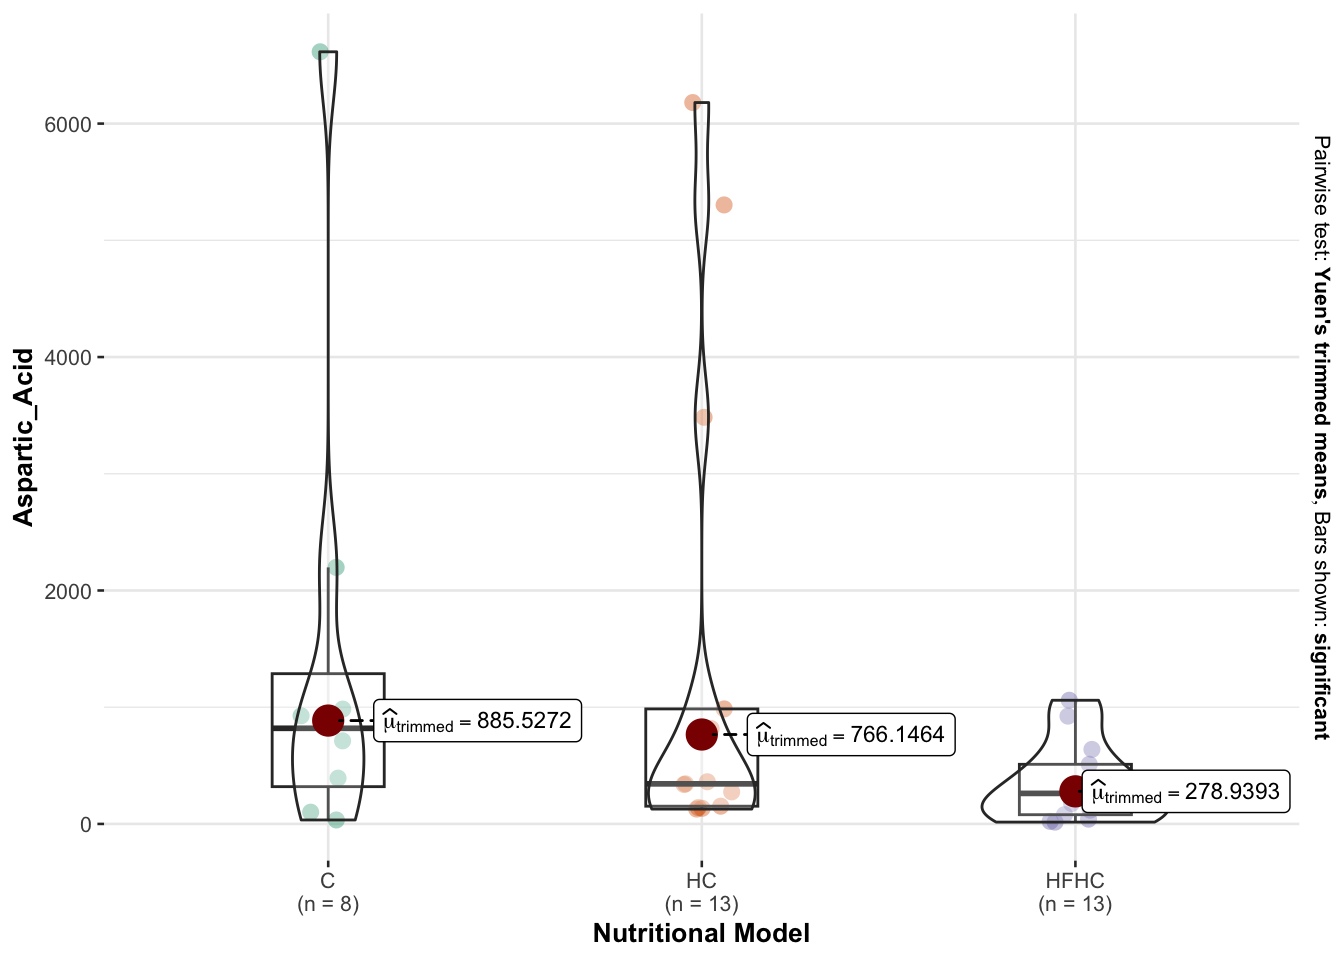 6000
4000
2000
0
Aspartic_Acid
μ̂trimmed = 885.5272
μ̂trimmed = 766.1464
μ̂trimmed = 278.9393
C
(n = 8)
HC
(n = 13)
HFHC
(n = 13)
Nutritional Model
Pairwise test: Yuen's trimmed means, Bars shown: significant